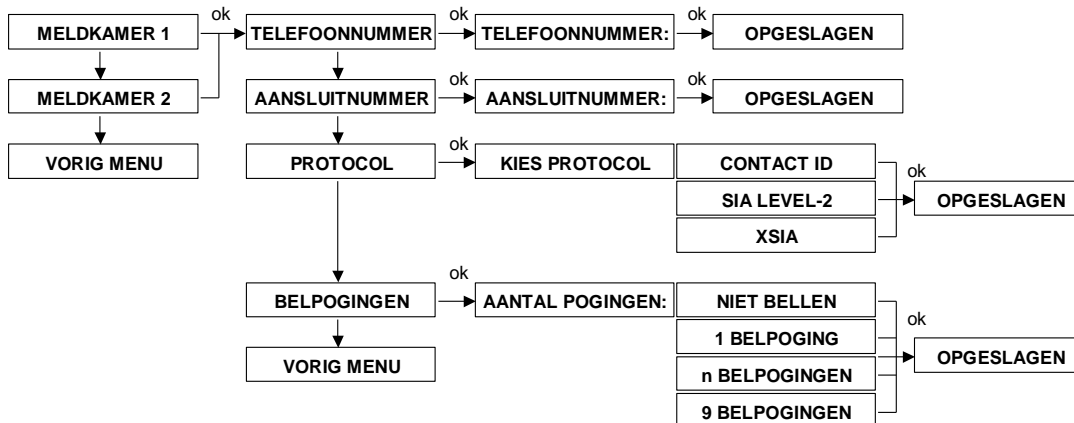 MELDKAMER 1
ok
TELEFOONNUMMER
ok
TELEFOONNUMMER:
ok
OPGESLAGEN
MELDKAMER 2
AANSLUITNUMMER
ok
AANSLUITNUMMER:
ok
OPGESLAGEN
VORIG MENU
PROTOCOL
ok
KIES PROTOCOL
CONTACT ID
SIA LEVEL-2
XSIA
ok
OPGESLAGEN
BELPOGINGEN
ok
AANTAL POGINGEN:
NIET BELLEN
1 BELPOGING
n BELPOGINGEN
9 BELPOGINGEN
ok
OPGESLAGEN
VORIG MENU